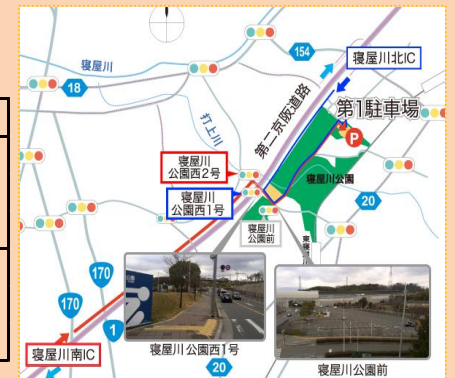 154
寝屋川北IC
寝屋川
18
打上川
第二京阪道路
第1駐車場
P
寝屋川
公園西2号
寝屋川
公園西1号
寝屋川公園
20
寝屋川
公園前
東寝
170
170
1
寝屋川南IC
寝屋川公園西1号
20
寝屋川公園前